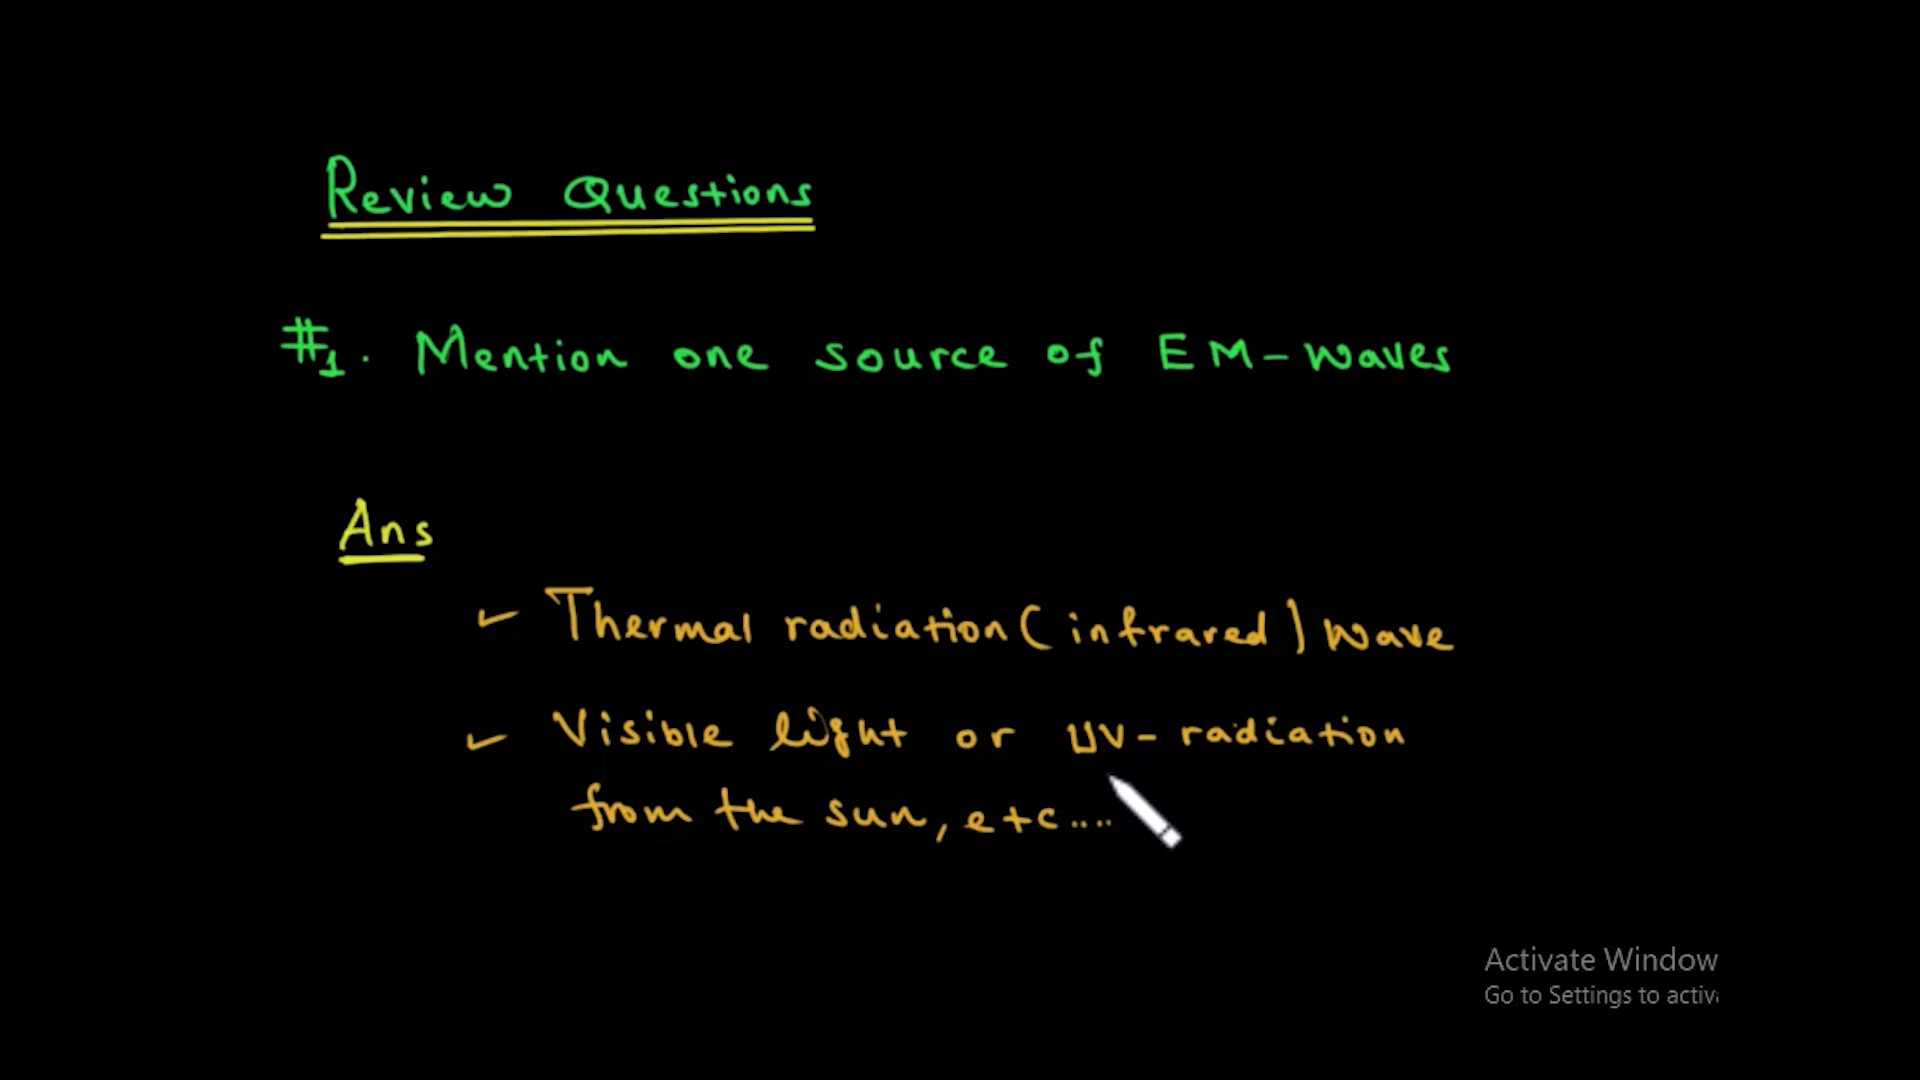 Review Questions
#1. Mention one source of EM-waves
Ans
✓ Thermal radiation (infrared) wave
✓ Visible light or UV-radiation
from the sun, etc....
Activate Window
Go to Settings to activ